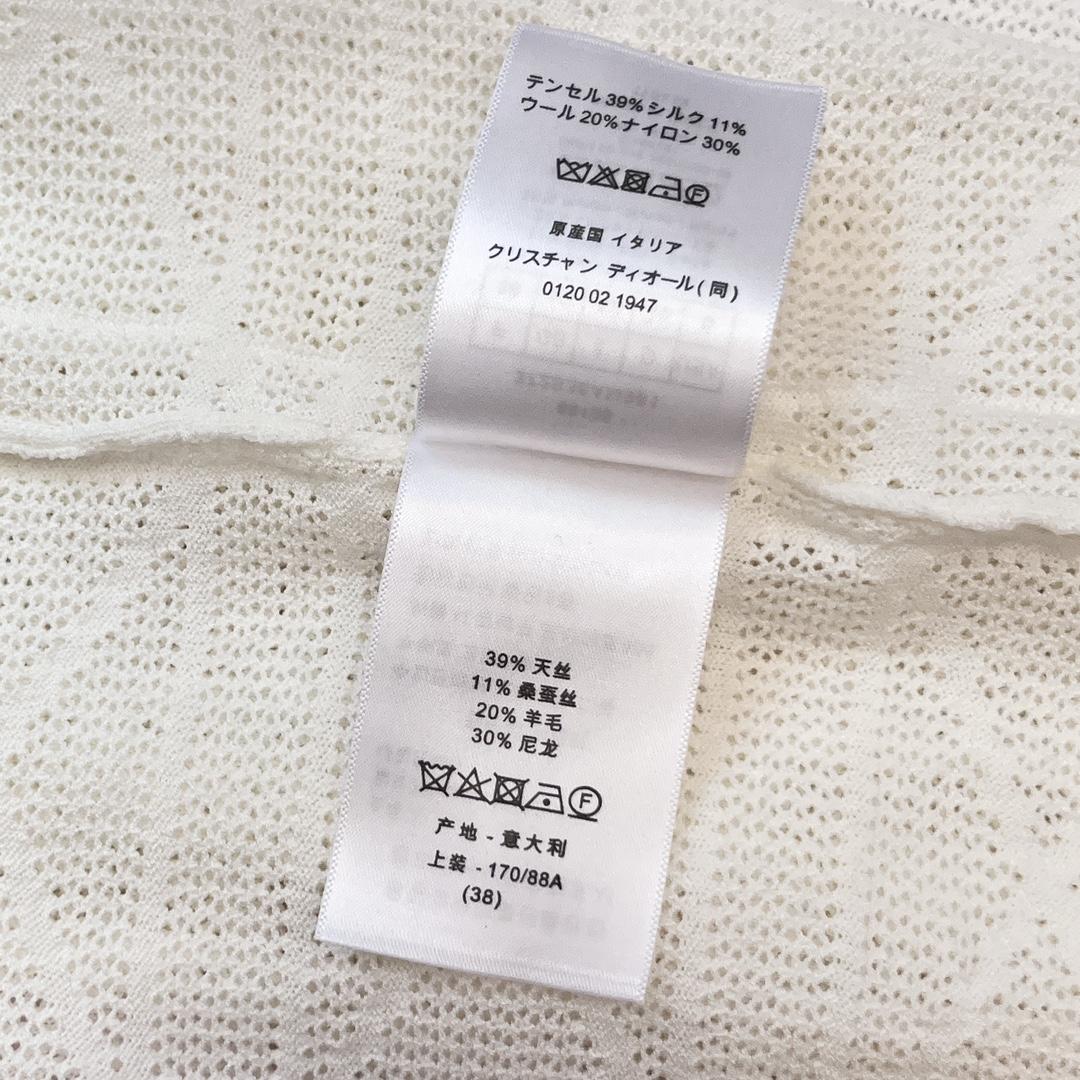 テンセル 39% シルク 11%
ウール 20% ナイロン 30%
F
原産国 イタリア
クリスチャン ディオール ( 同 )
0120 02 1947
39% 天丝
11% 桑蚕丝
20% 羊毛
30% 尼龙
F
产地 - 意大利
上装 - 170/88A
(38)